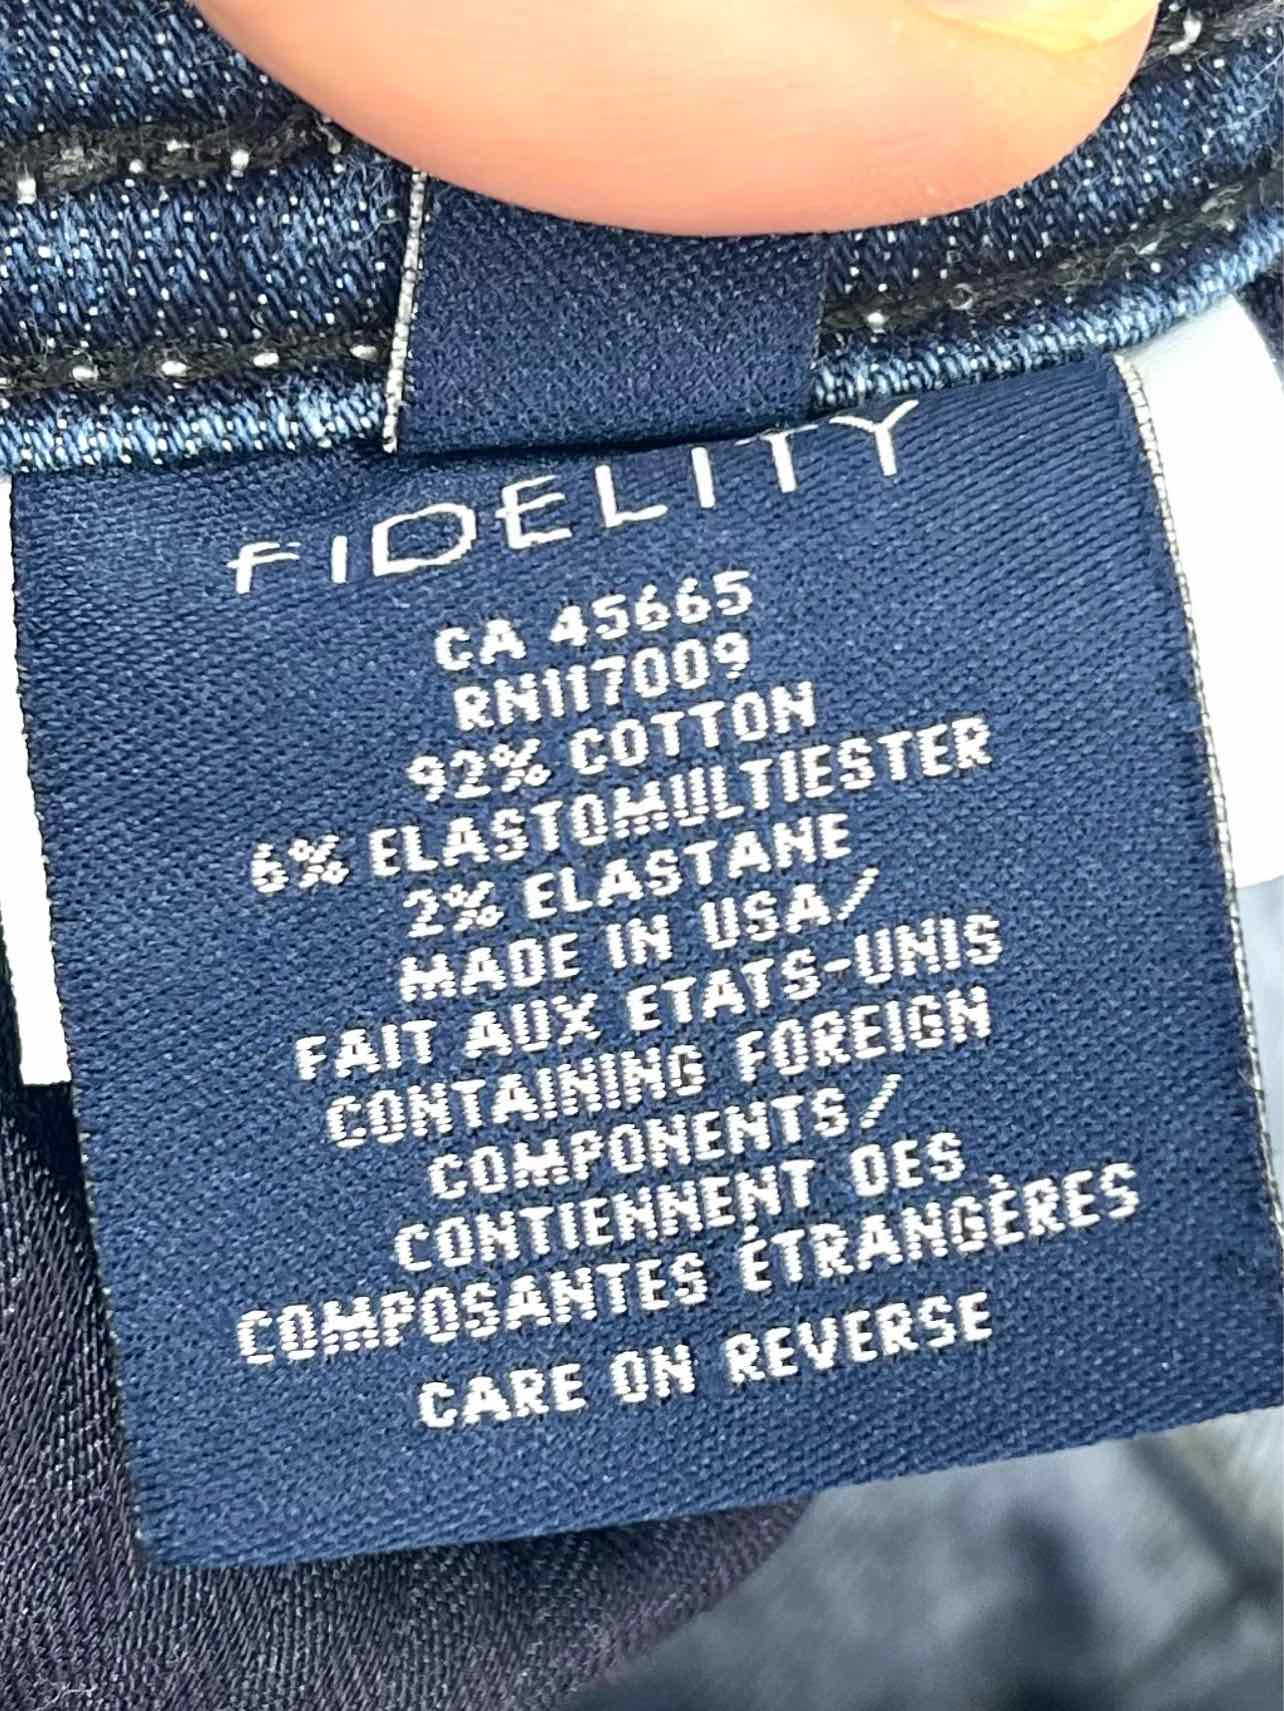 FIDELITY
CA 45665
RN117009
92% COTTON
6% ELASTOMULTIESTER
2% ELASTANE
MADE IN USA/
FAIT AUX ETATS-UNIS
CONTAINING FOREIGN
COMPONENTS/
CONTIENNENT DES
COMPOSANTES ÉTRANGÈRES
CARE ON REVERSE